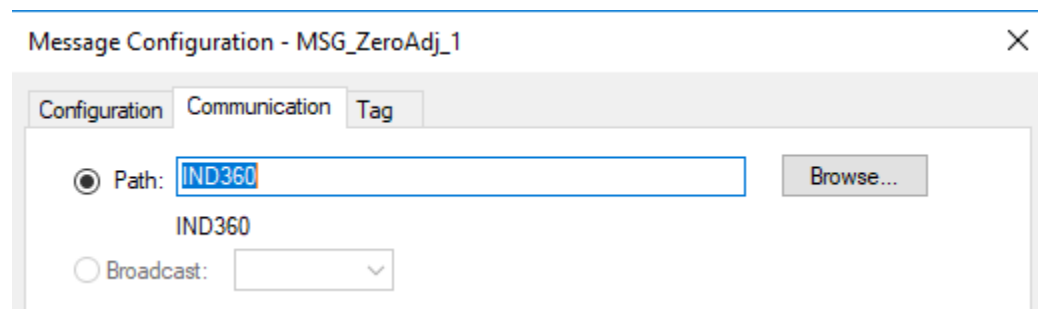 Message Configuration - MSG_ZeroAdj_1
Configuration Communication Tag
Path: IND360 Browse...
IND360
Broadcast: